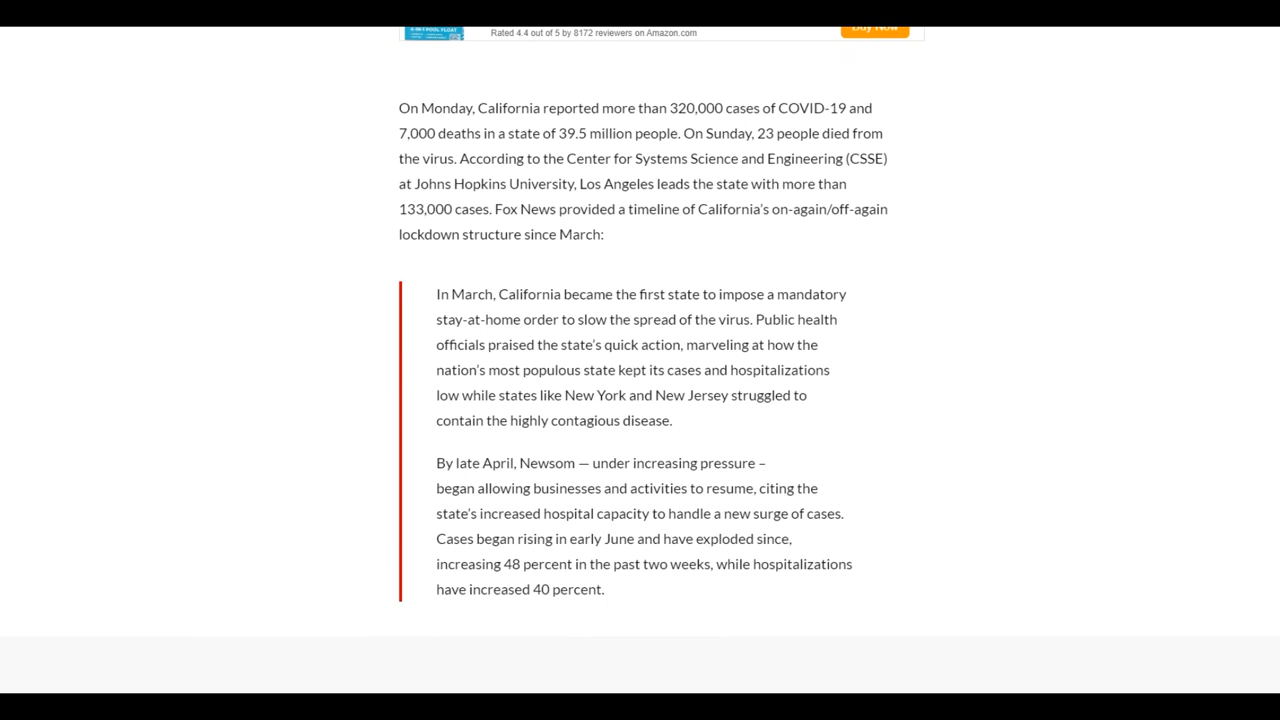 Rated 4.4 out of 5 by 8172 reviewers on Amazon.com
Buy Now
On Monday, California reported more than 320,000 cases of COVID-19 and
7,000 deaths in a state of 39.5 million people. On Sunday, 23 people died from
the virus. According to the Center for Systems Science and Engineering (CSSE)
at Johns Hopkins University, Los Angeles leads the state with more than
133,000 cases. Fox News provided a timeline of California’s on-again/off-again
lockdown structure since March:
In March, California became the first state to impose a mandatory
stay-at-home order to slow the spread of the virus. Public health
officials praised the state’s quick action, marveling at how the
nation’s most populous state kept its cases and hospitalizations
low while states like New York and New Jersey struggled to
contain the highly contagious disease.
By late April, Newsom — under increasing pressure –
began allowing businesses and activities to resume, citing the
state’s increased hospital capacity to handle a new surge of cases.
Cases began rising in early June and have exploded since,
increasing 48 percent in the past two weeks, while hospitalizations
have increased 40 percent.